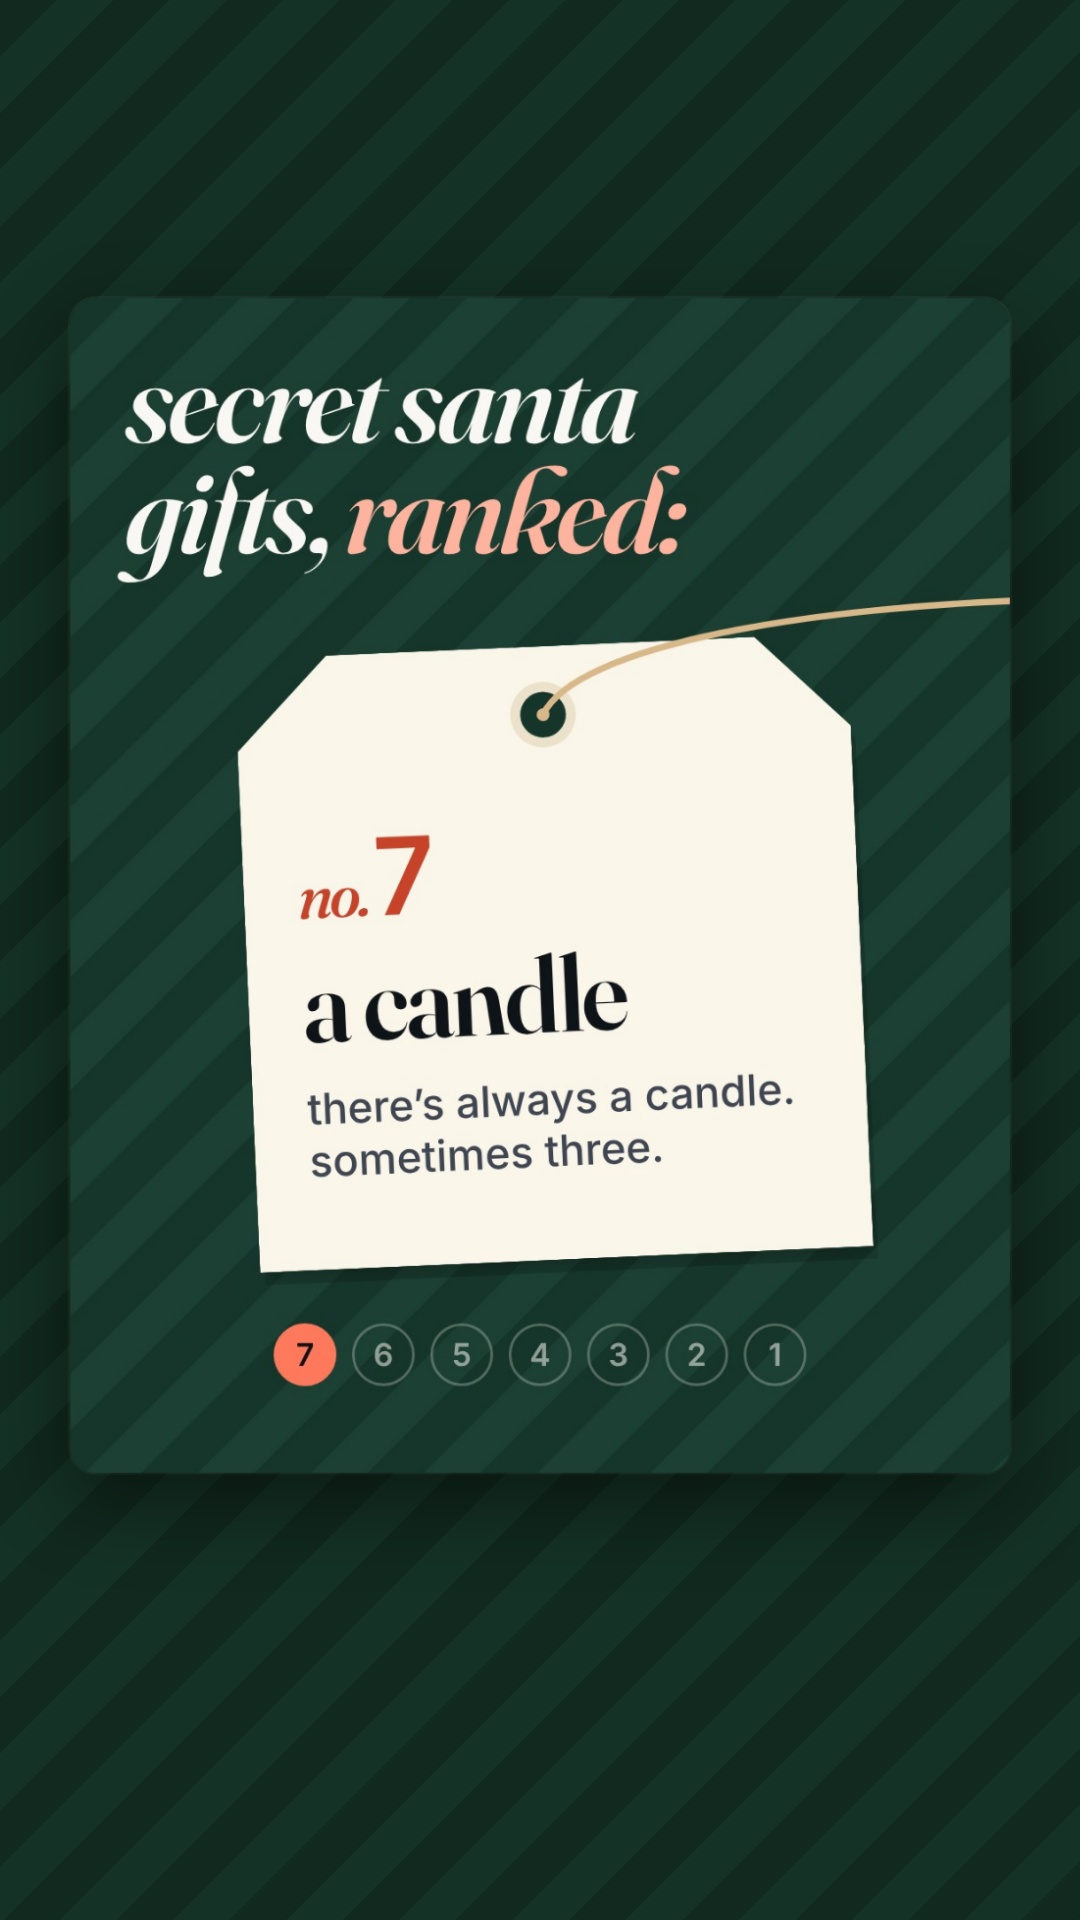 secret santa
gifts, ranked:
no. 7
a candle
there’s always a candle.
sometimes three.
7 6 5 4 3 2 1